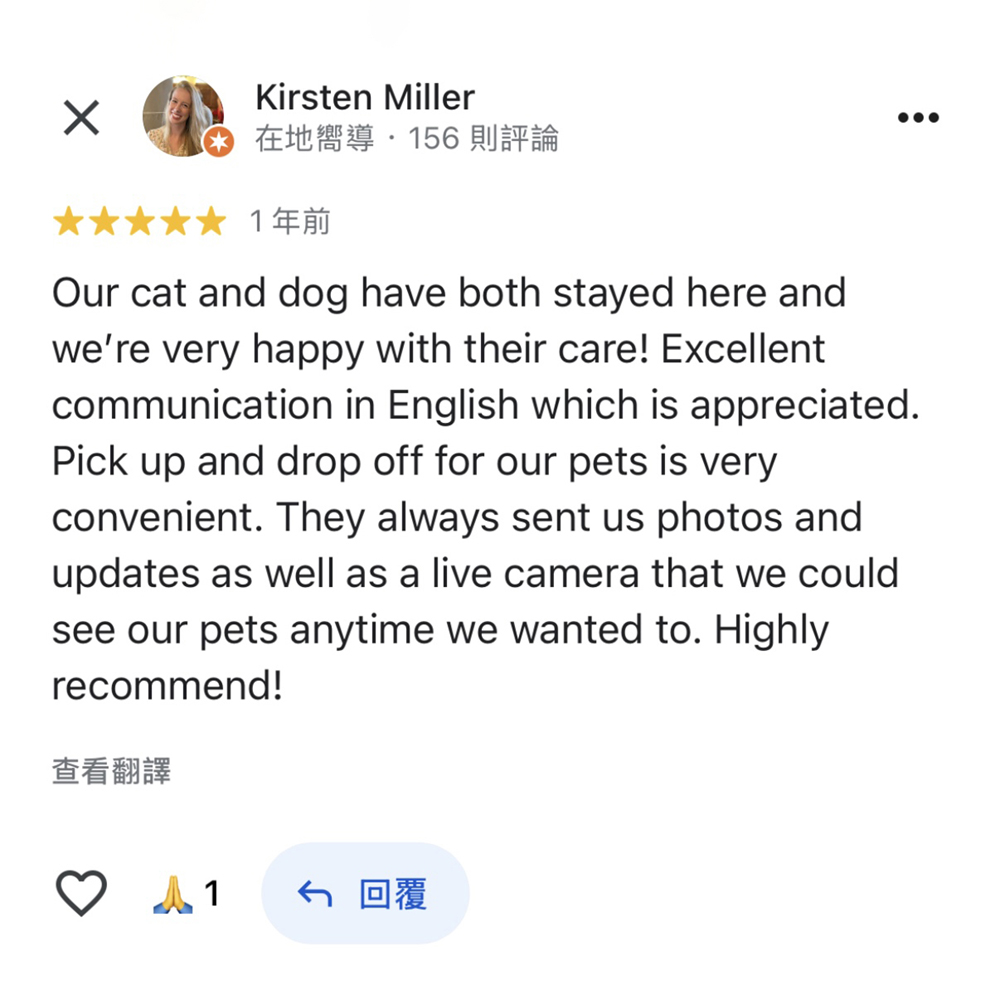 Kirsten Miller
在地嚮導・156 則評論
1 年前
Our cat and dog have both stayed here and
we’re very happy with their care! Excellent
communication in English which is appreciated.
Pick up and drop off for our pets is very
convenient. They always sent us photos and
updates as well as a live camera that we could
see our pets anytime we wanted to. Highly
recommend!
查看翻譯
🙏 1
回覆